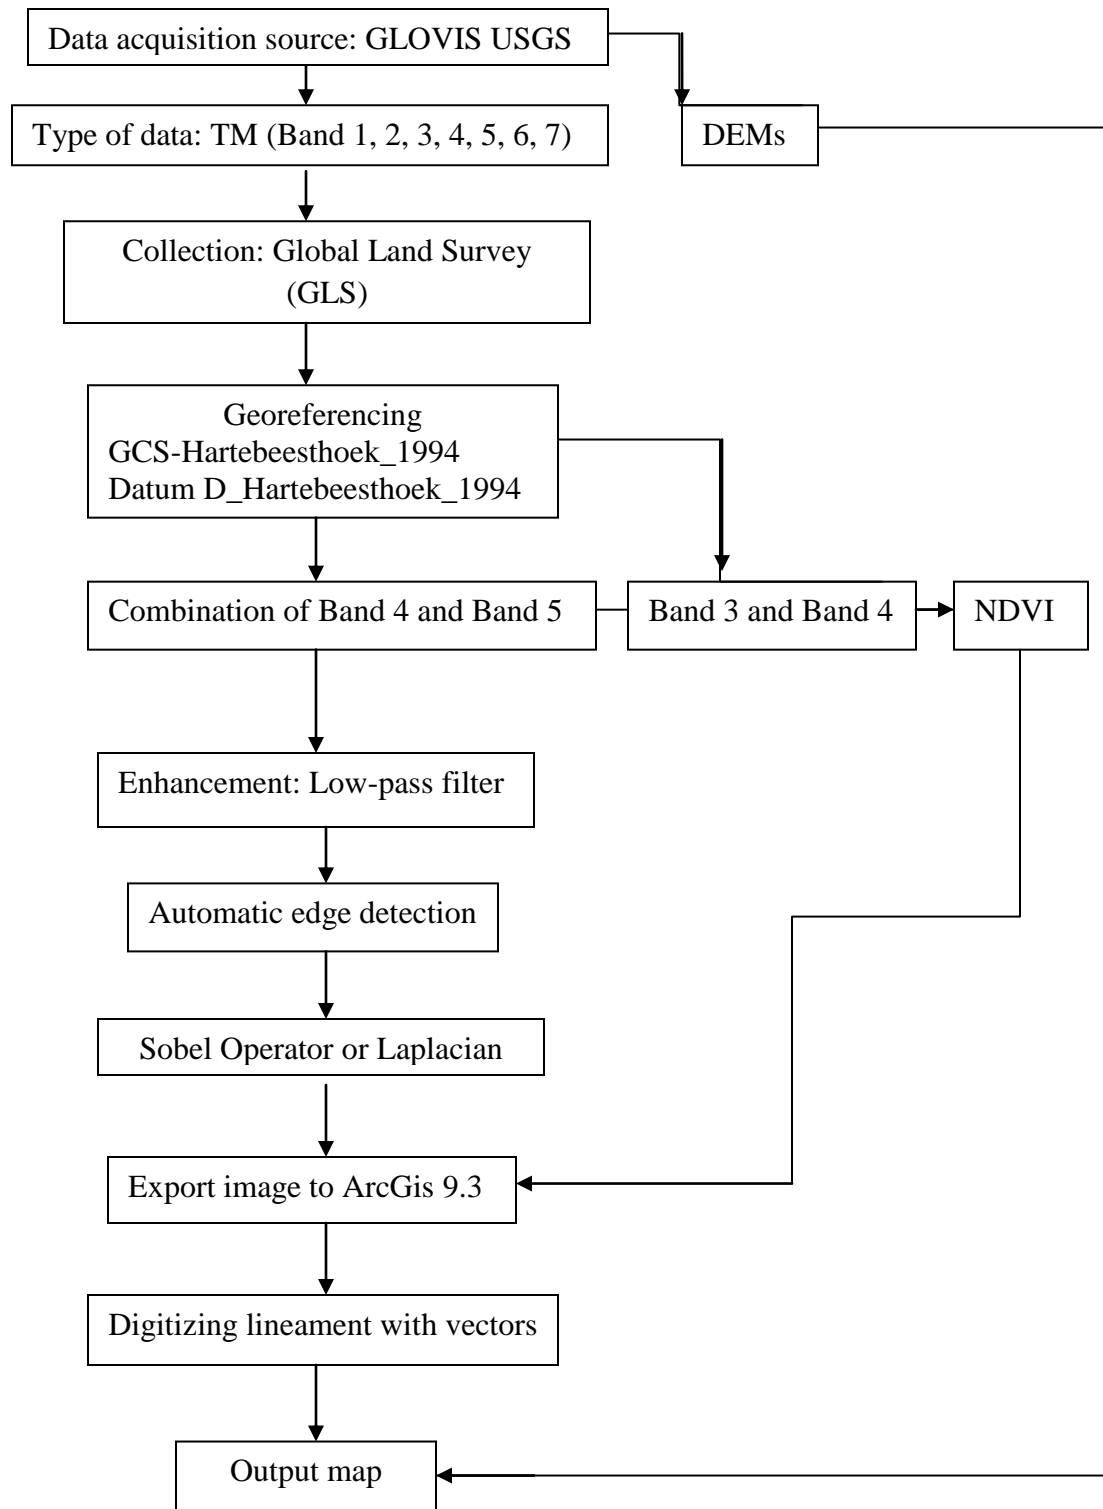 Data acquisition source: GLOVIS USGS
Type of data: TM (Band 1, 2, 3, 4, 5, 6, 7)
DEMs
Collection: Global Land Survey
(GLS)
Georeferencing
GCS-Hartebeesthoek_1994
Datum D_Hartebeesthoek_1994
Combination of Band 4 and Band 5
Band 3 and Band 4
NDVI
Enhancement: Low-pass filter
Automatic edge detection
Sobel Operator or Laplacian
Export image to ArcGis 9.3
Digitizing lineament with vectors
Output map